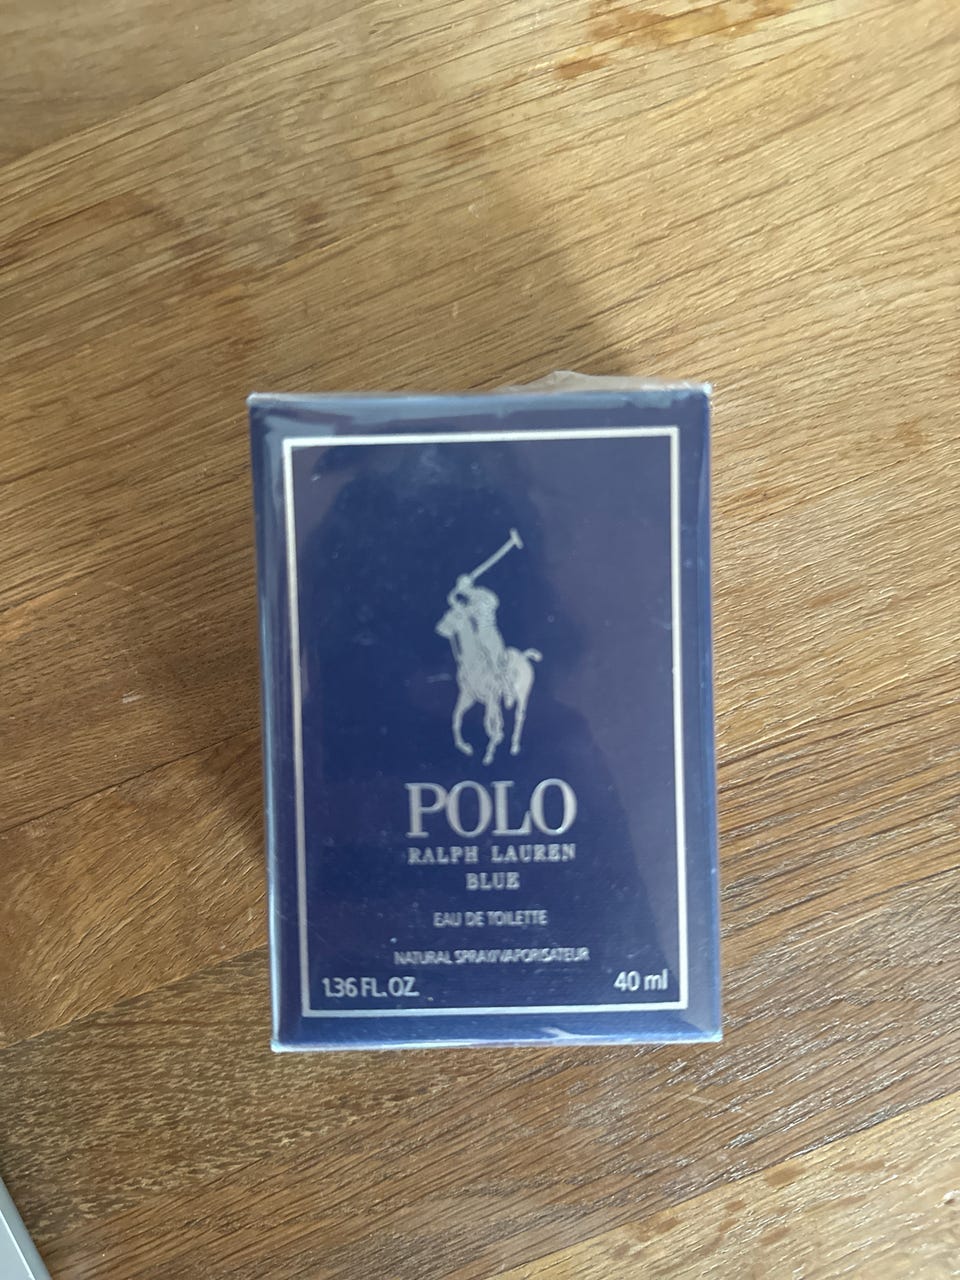 POLO
RALPH LAUREN
BLUE
EAU DE TOILETTE
NATURAL SPRAY/VAPORISATEUR
1.36 FL. OZ. 40 ml